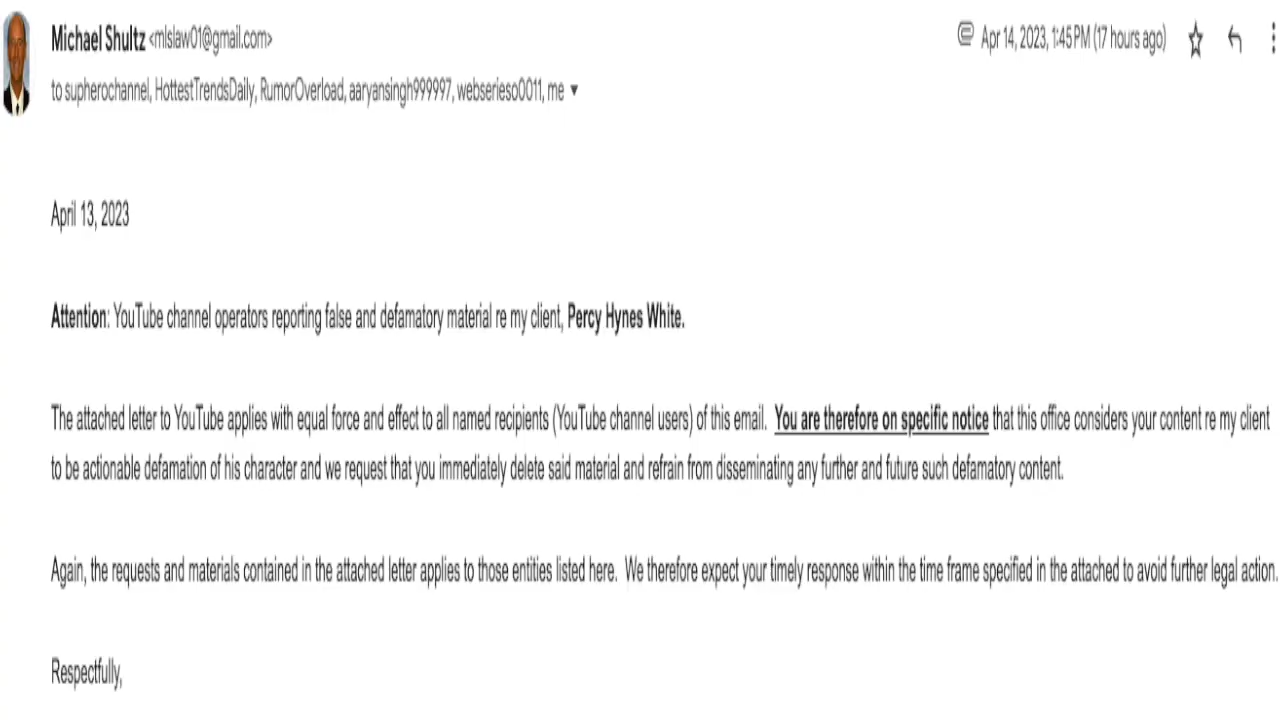 Michael Shultz <mlslaw01@gmail.com>
Apr 14, 2023, 1:45 PM (17 hours ago)
to supherochannel, HottestTrendsDaily, RumorOverload, aaryansingh999997, webserieso0011, me
April 13, 2023
Attention: YouTube channel operators reporting false and defamatory material re my client, Percy Hynes White.
The attached letter to YouTube applies with equal force and effect to all named recipients (YouTube channel users) of this email. You are therefore on specific notice that this office considers your content re my client
to be actionable defamation of his character and we request that you immediately delete said material and refrain from disseminating any further and future such defamatory content.
Again, the requests and materials contained in the attached letter applies to those entities listed here. We therefore expect your timely response within the time frame specified in the attached to avoid further legal action.
Respectfully,